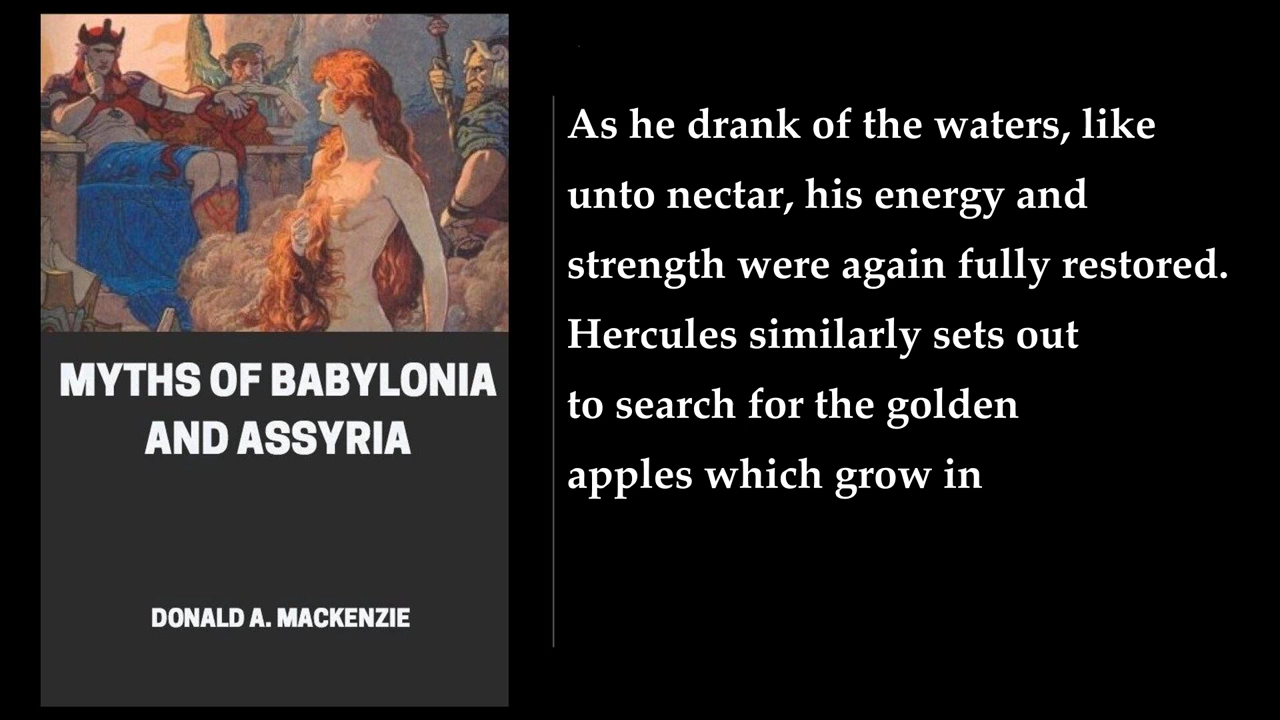 MYTHS OF BABYLONIA
AND ASSYRIA
DONALD A. MACKENZIE
As he drank of the waters, like
unto nectar, his energy and
strength were again fully restored.
Hercules similarly sets out
to search for the golden
apples which grow in